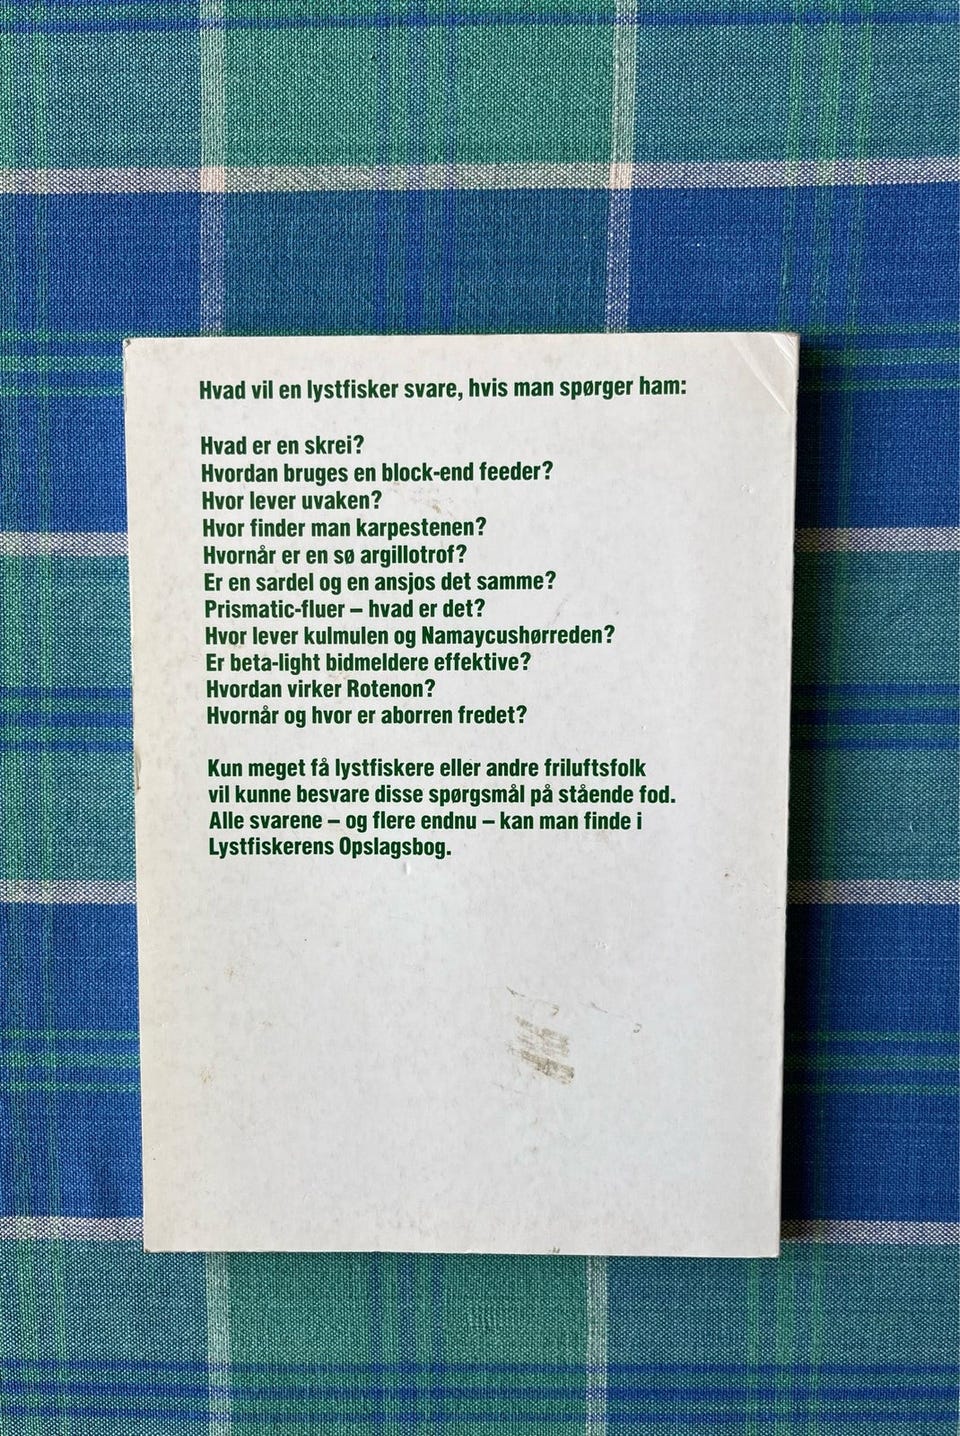 Hvad vil en lystfisker svare, hvis man spørger ham:
Hvad er en skrei?
Hvordan bruges en block-end feeder?
Hvor lever uvaken?
Hvor finder man karpestenen?
Hvornår er en sø argillotrof?
Er en sardel og en ansjos det samme?
Prismatic-fluer – hvad er det?
Hvor lever kulmulen og Namaycushørreden?
Er beta-light bidmeldere effektive?
Hvordan virker Rotenon?
Hvornår og hvor er aborren fredet?
Kun meget få lystfiskere eller andre friluftsfolk
vil kunne besvare disse spørgsmål på stående fod.
Alle svarene – og flere endnu – kan man finde i
Lystfiskerens Opslagsbog.